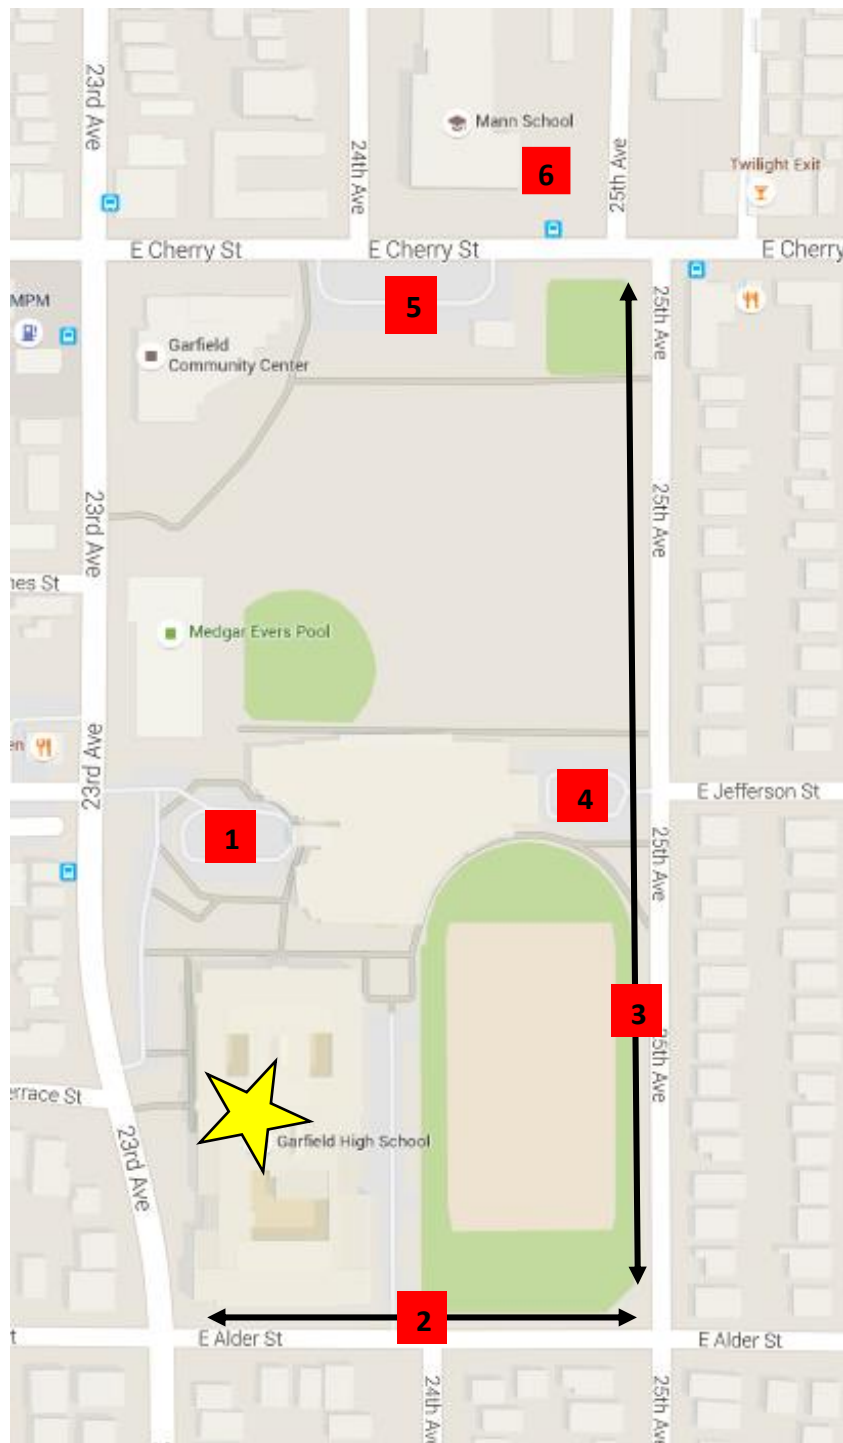 23rd Ave
24th Ave
Mann School
25th Ave
6
Twilight Exit
E Cherry St
E Cherry St
E Cherry
MPM
5
25th Ave
Garfield
Community Center
23rd Ave
25th Ave
nes St
Medgar Evers Pool
23rd Ave
en
4
E Jefferson St
1
25th Ave
3
25th Ave
errace St
Garfield High School
23rd Ave
2
t
E Alder St
E Alder St
24th Av
25th Av